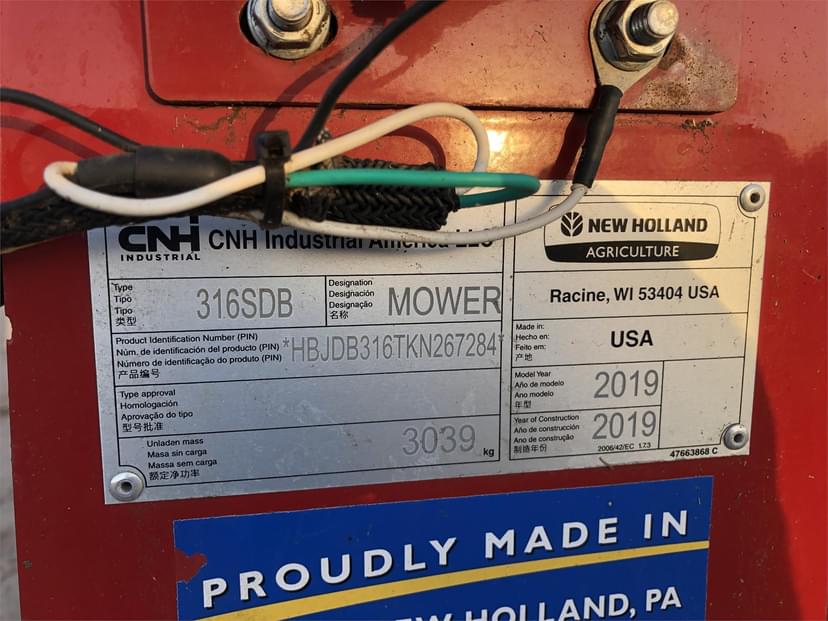 CNH
INDUSTRIAL
CNH Industrial America LLC
NEW HOLLAND
AGRICULTURE
Type
Tipo
Tipo
类型
316SDB
Designation
Designación
Designação
名称
MOWER
Racine, WI 53404 USA
Product Identification Number (PIN)
Núm. de identificación del producto (PIN)
Número de identificação do produto (PIN)
产品编号
*HBJDB316TKN267284*
Made in:
Hecho en:
Feito em:
产地
USA
Type approval
Homologación
Aprovação do tipo
型号批准
Model Year
Año de modelo
Ano modelo
年型
2019
Unladen mass
Masa sin carga
Massa sem carga
额定净功率
3039 kg
Year of Construction
Año de construcción
Ano de construção
制造年份
2019
2006/42/EC 1.7.3
47663868 C
PROUDLY MADE IN
NEW HOLLAND, PA